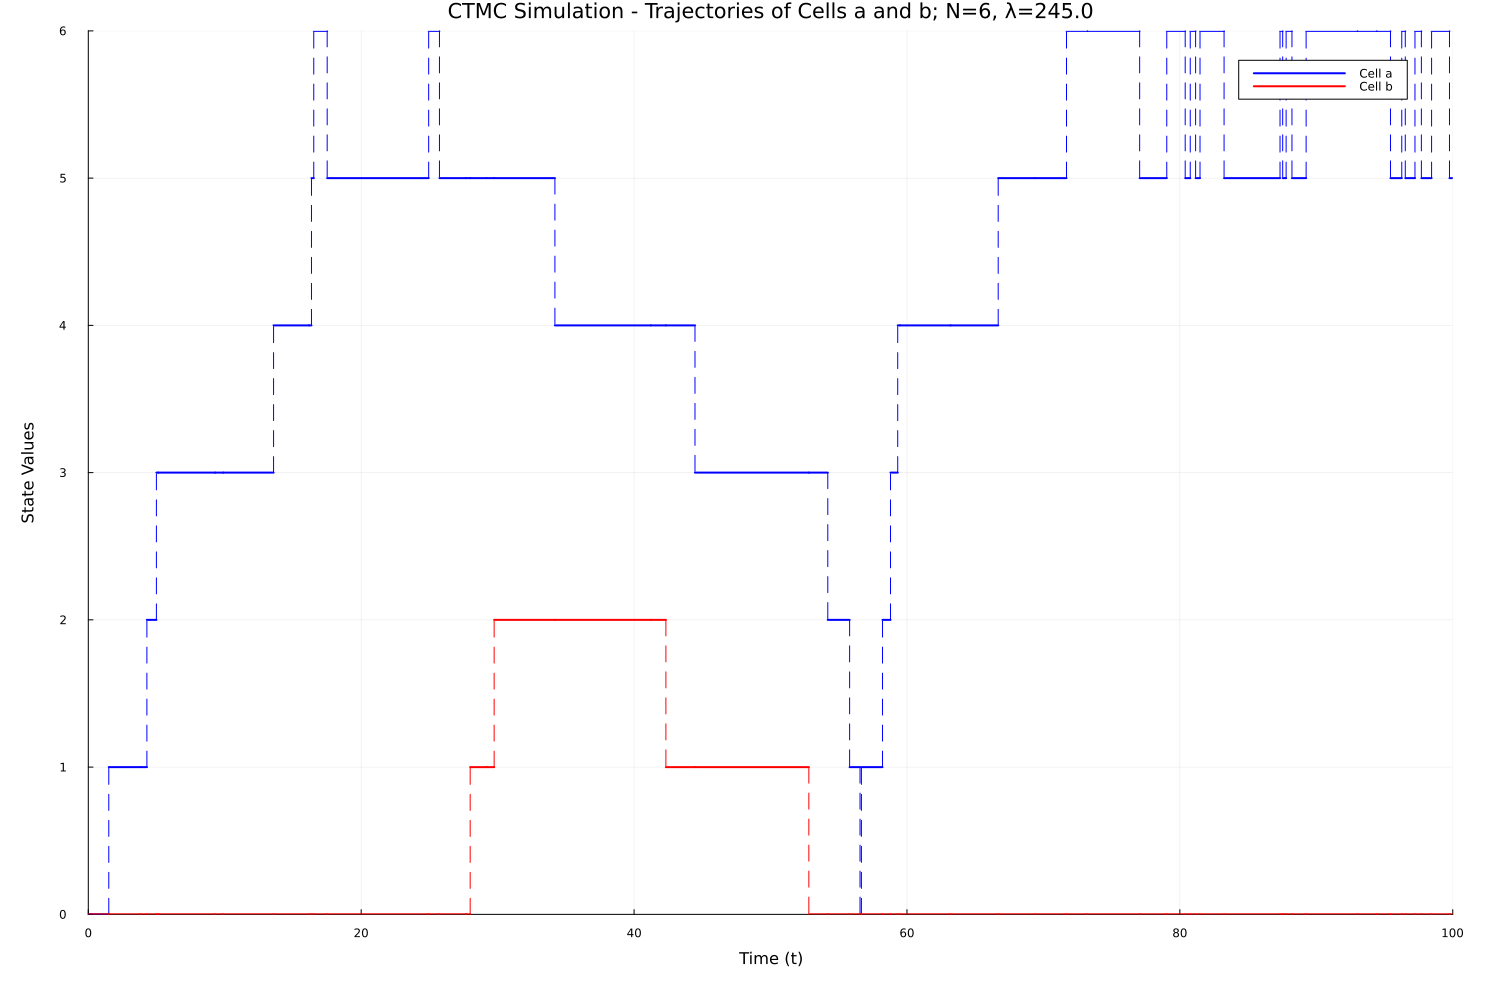 CTMC Simulation - Trajectories of Cells a and b; N=6, λ=245.0
6
5
4
3
2
1
0
State Values
Cell a
Cell b
0 20 40 60 80 100
Time (t)